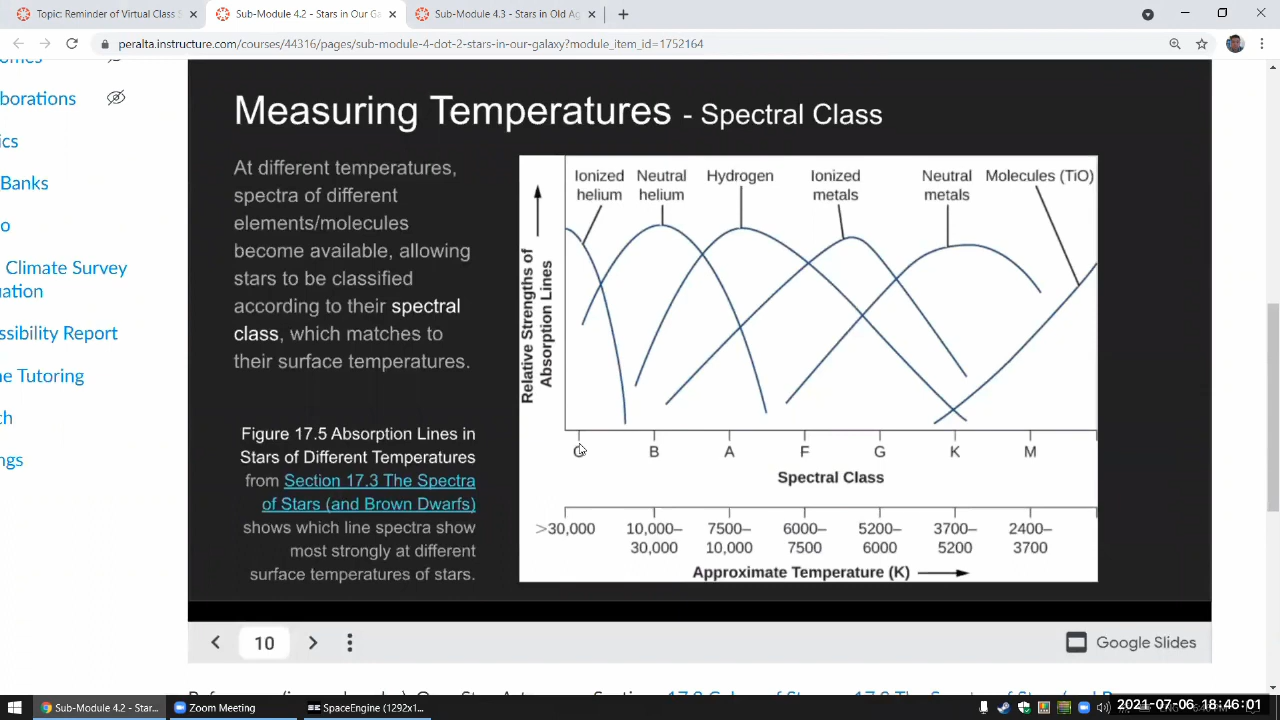 Topic: Reminder of Virtual Class S
Sub-Module 4.2 - Stars in Our Ga
Sub-Module 4.3 - Stars in Old Ag
peralta.instructure.com/courses/44316/pages/sub-module-4-dot-2-stars-in-our-galaxy?module_item_id=1752164
borations
ics
Banks
o
Climate Survey
uation
ssibility Report
ne Tutoring
ch
ngs
Measuring Temperatures - Spectral Class
At different temperatures,
spectra of different
elements/molecules
become available, allowing
stars to be classified
according to their spectral
class, which matches to
their surface temperatures.
Figure 17.5 Absorption Lines in
Stars of Different Temperatures
from Section 17.3 The Spectra
of Stars (and Brown Dwarfs)
shows which line spectra show
most strongly at different
surface temperatures of stars.
Ionized
helium
Neutral
helium
Hydrogen
Ionized
metals
Neutral
metals
Molecules (TiO)
Relative Strengths of
Absorption Lines
O B A F G K M
Spectral Class
>30,000
10,000–
30,000
7500–
10,000
6000–
7500
5200–
6000
3700–
5200
2400–
3700
Approximate Temperature (K)
10
Google Slides
Sub-Module 4.2 - Star...
Zoom Meeting
SpaceEngine (1292x1...
2021-07-06 18:46:01